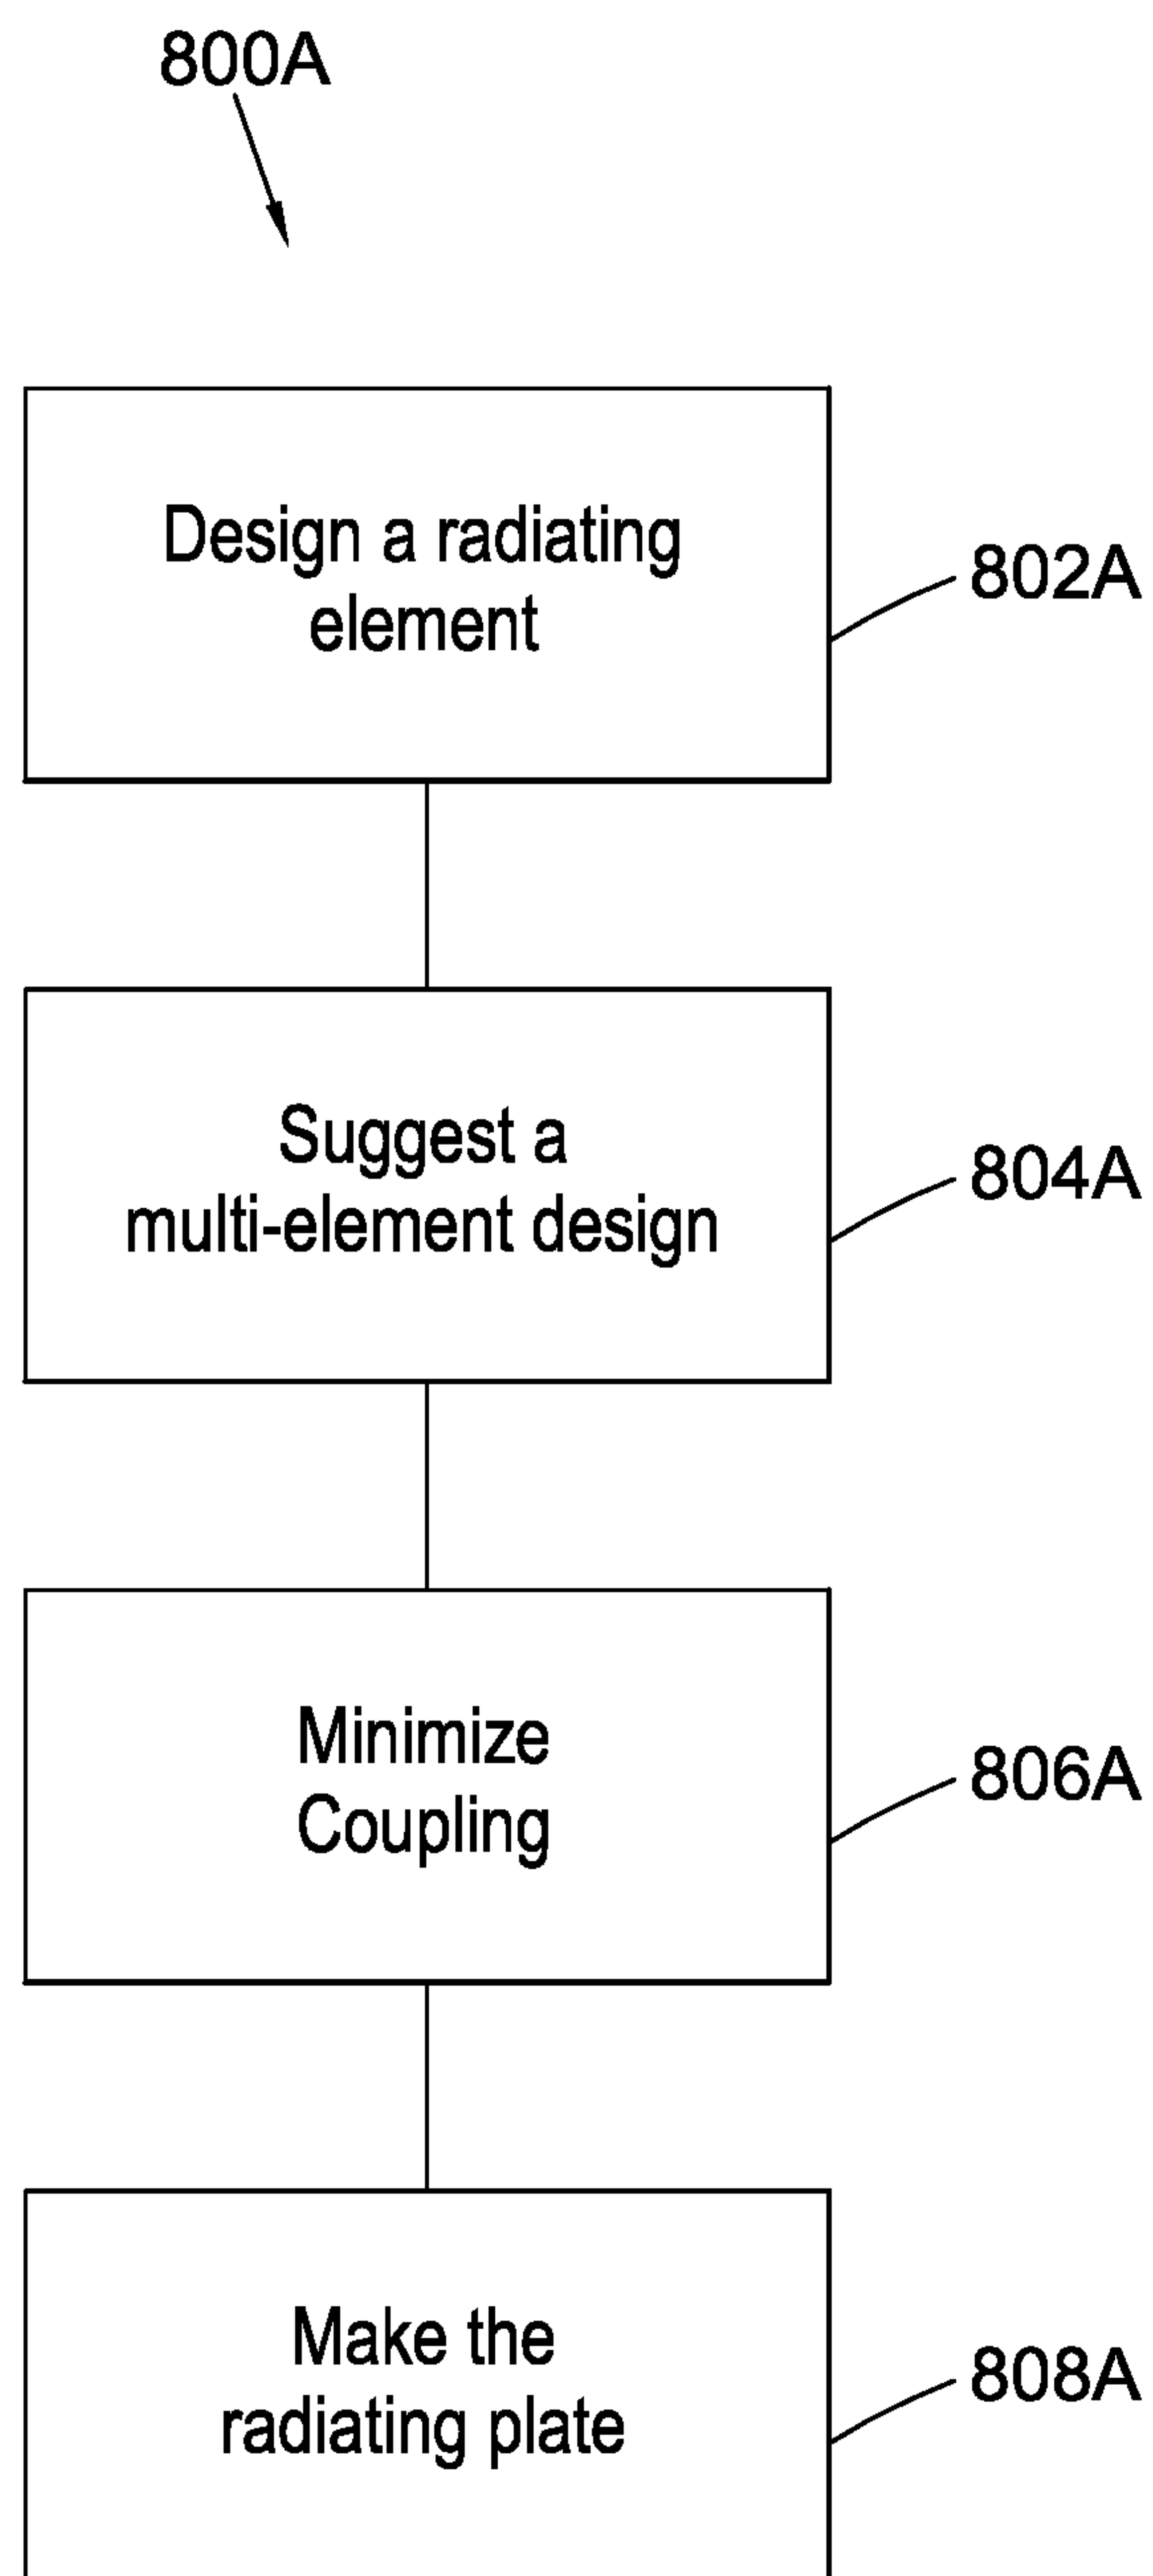 800A
Design a radiating
element
802A
Suggest a
multi-element design
804A
Minimize
Coupling
806A
Make the
radiating plate
808A